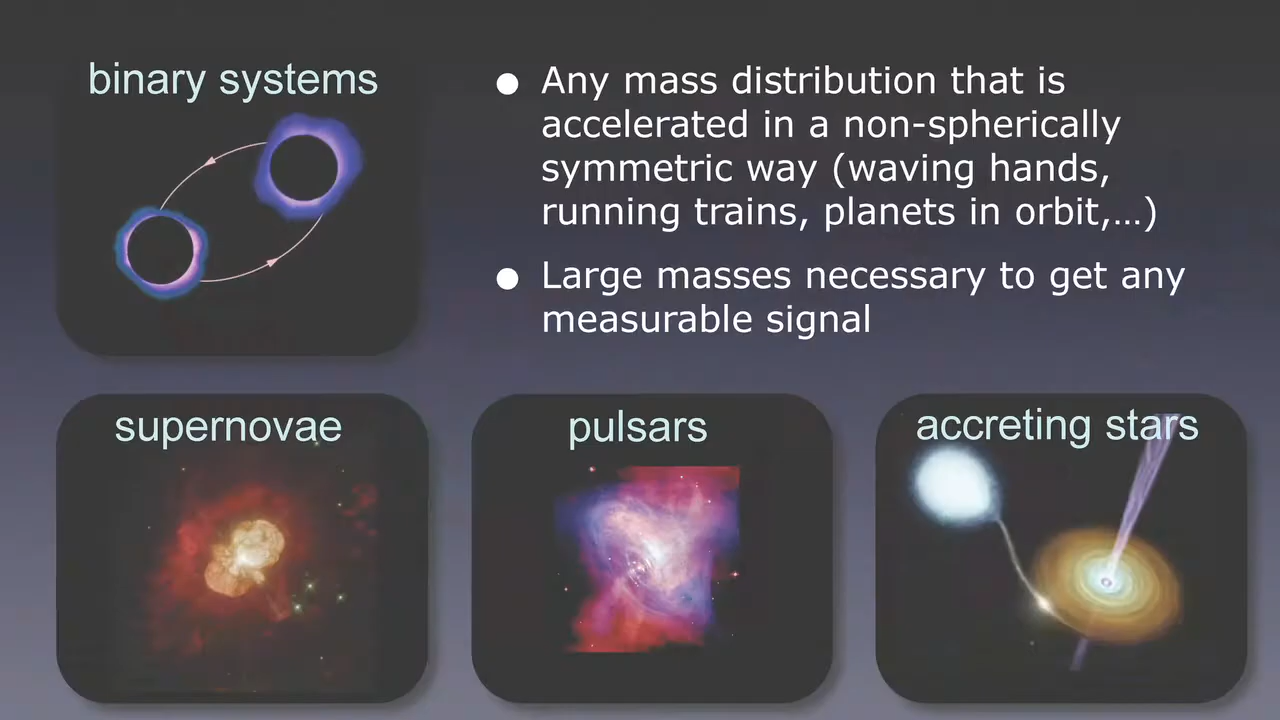 binary systems
● Any mass distribution that is
accelerated in a non-spherically
symmetric way (waving hands,
running trains, planets in orbit,...)
● Large masses necessary to get any
measurable signal
supernovae
pulsars
accreting stars